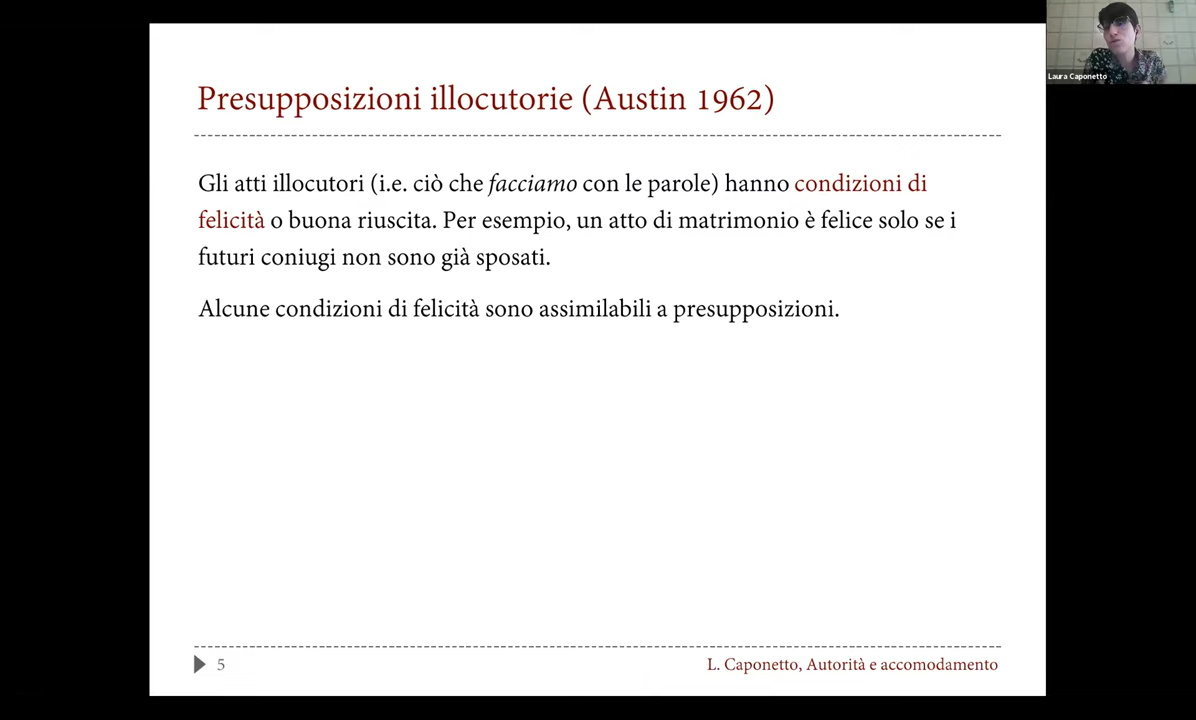 Laura Caponetto
Presupposizioni illocutorie (Austin 1962)
Gli atti illocutori (i.e. ciò che facciamo con le parole) hanno condizioni di
felicità o buona riuscita. Per esempio, un atto di matrimonio è felice solo se i
futuri coniugi non sono già sposati.
Alcune condizioni di felicità sono assimilabili a presupposizioni.
5
L. Caponetto, Autorità e accomodamento